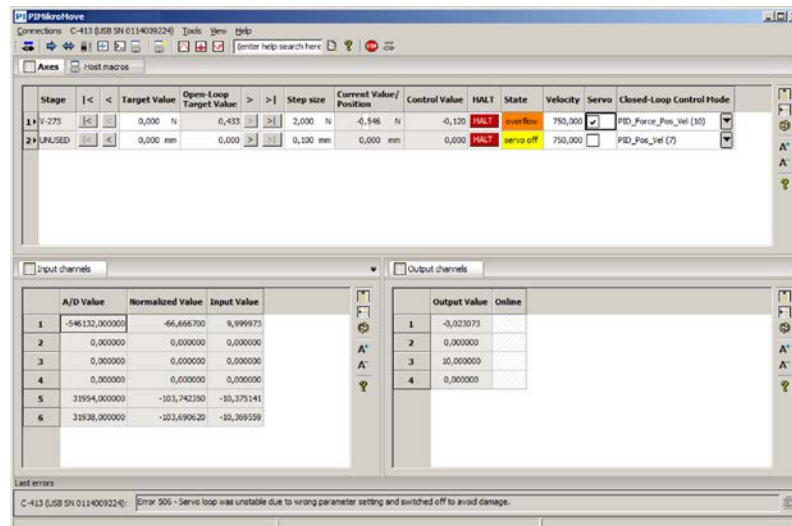 PI PIMikroMove
Connections C-413 (USB SN 0114009224) Tools View Help
(enter help search here
STOP
Axes Host macros
Stage |< < Target Value Open-Loop Target Value > >| Step size Current Value/ Position Control Value HALT State Velocity Servo Closed-Loop Control Mode
1 V-273 |< < 0,000 N 0,433 > >| 2,000 N -0,546 N -0,120 HALT overflow 750,000 PID_Force_Pos_Vel (10)
2 UNUSED |< < 0,000 mm 0,000 > >| 0,100 mm 0,000 mm 0,000 HALT servo off 750,000 PID_Pos_Vel (7)
Input channels
A/D Value Normalized Value Input Value
1 -546132,000000 -66,666700 9,999973
2 0,000000 0,000000 0,000000
3 0,000000 0,000000 0,000000
4 0,000000 0,000000 0,000000
5 31954,000000 -103,742350 -10,375141
6 31938,000000 -103,690620 -10,369559
Output channels
Output Value Online
1 -0,023073
2 0,000000
3 10,000000
4 0,000000
Last errors
C-413 (USB SN 0114009224): Error 506 - Servo loop was unstable due to wrong parameter setting and switched off to avoid damage.